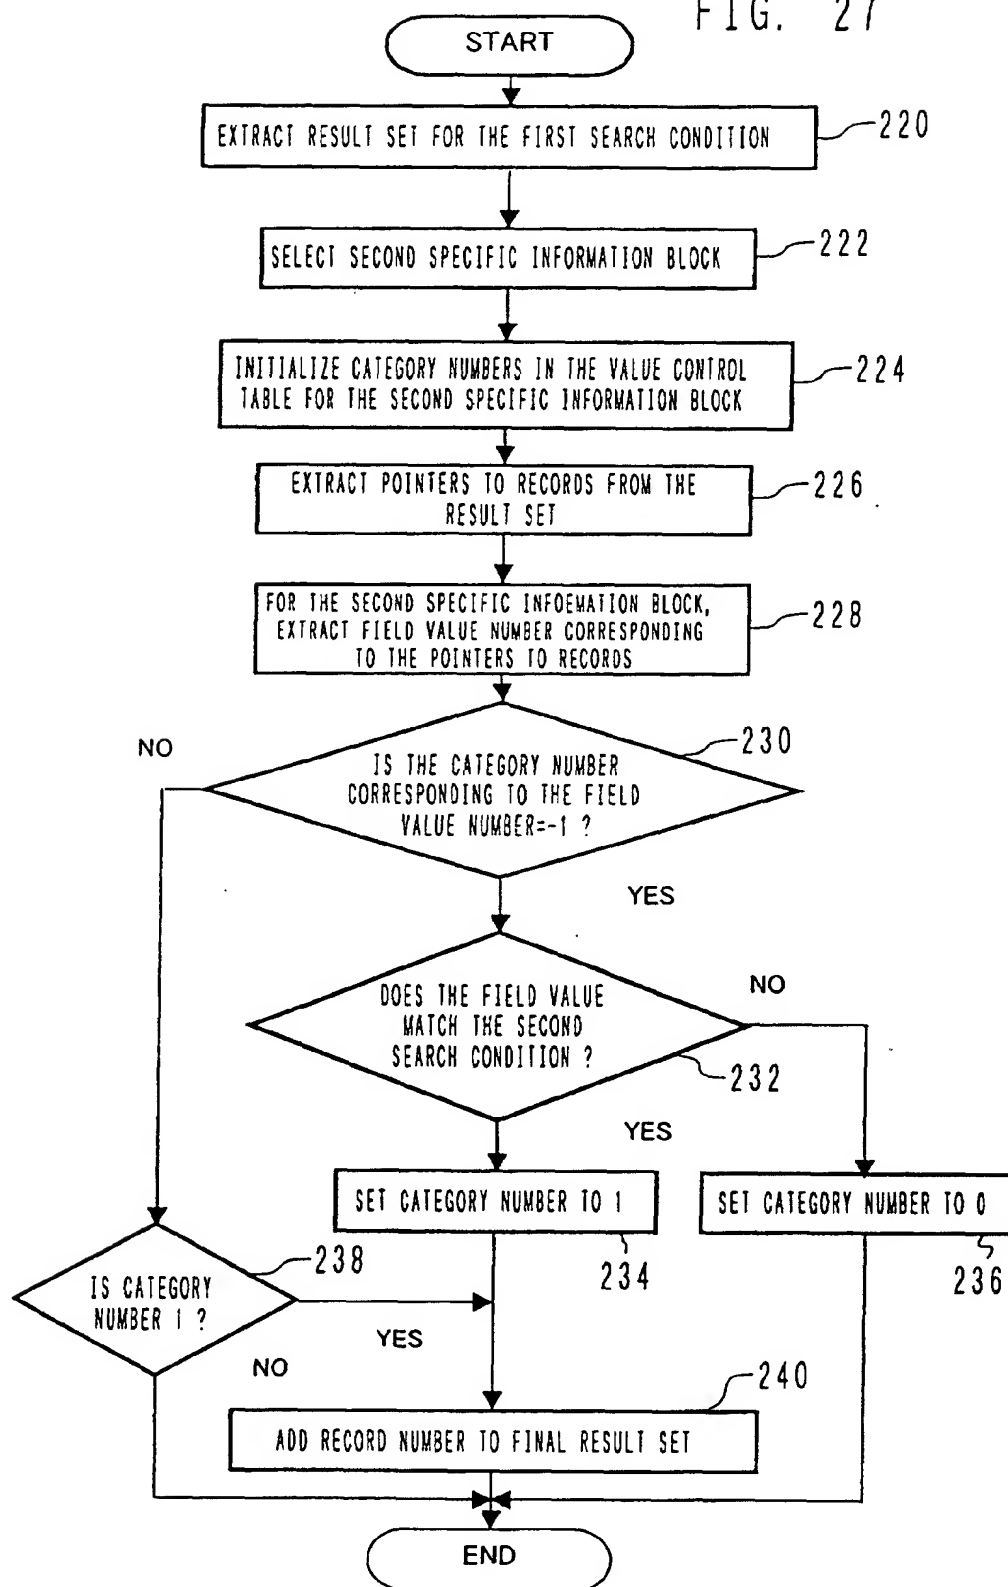 FIG. 27
START
EXTRACT RESULT SET FOR THE FIRST SEARCH CONDITION
220
SELECT SECOND SPECIFIC INFORMATION BLOCK
222
INITIALIZE CATEGORY NUMBERS IN THE VALUE CONTROL
TABLE FOR THE SECOND SPECIFIC INFORMATION BLOCK
224
EXTRACT POINTERS TO RECORDS FROM THE
RESULT SET
226
FOR THE SECOND SPECIFIC INFOEMATION BLOCK,
EXTRACT FIELD VALUE NUMBER CORRESPONDING
TO THE POINTERS TO RECORDS
228
NO
230
IS THE CATEGORY NUMBER
CORRESPONDING TO THE FIELD
VALUE NUMBER=-1 ?
YES
NO
DOES THE FIELD VALUE
MATCH THE SECOND
SEARCH CONDITION ?
232
YES
SET CATEGORY NUMBER TO 1
234
SET CATEGORY NUMBER TO 0
236
238
IS CATEGORY
NUMBER 1 ?
YES
NO
240
ADD RECORD NUMBER TO FINAL RESULT SET
END